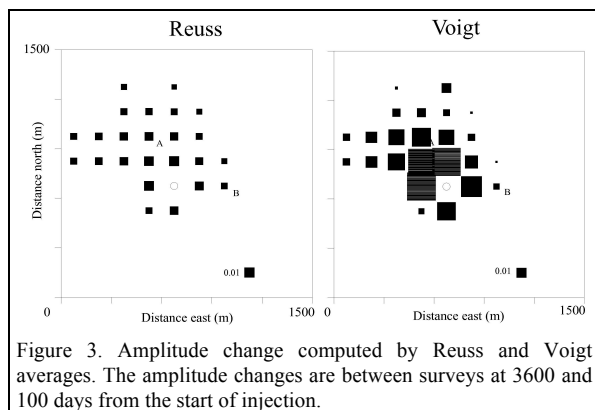 Reuss
Voigt
1500
Distance north (m)
A
B
0.01
0
Distance east (m)
1500
A
B
0.01
0
Distance east (m)
1500
Figure 3. Amplitude change computed by Reuss and Voigt
averages. The amplitude changes are between surveys at 3600 and
100 days from the start of injection.